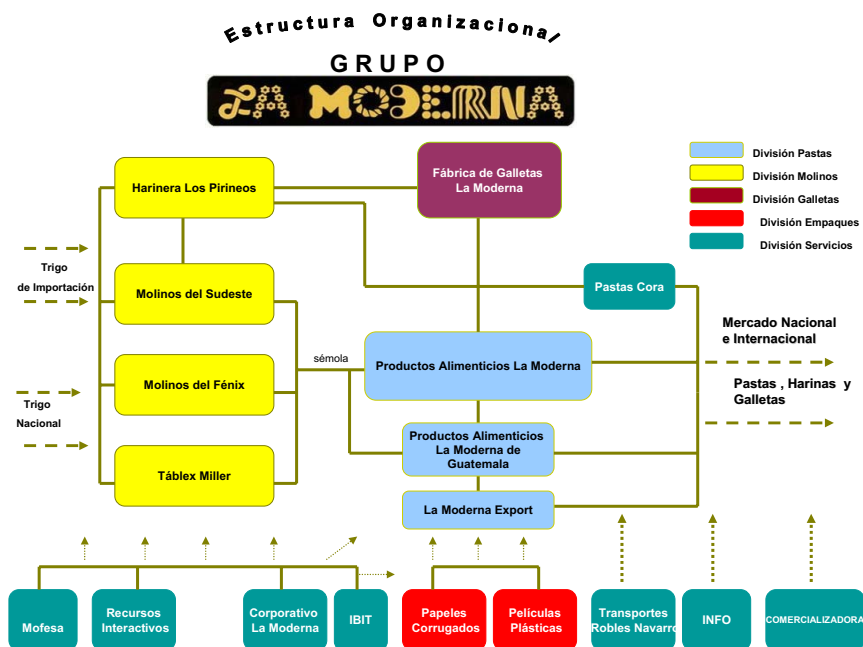 Estructura Organizacional
GRUPO
LA MODERNA
Harinera Los Pirineos
Fábrica de Galletas
La Moderna
División Pastas
División Molinos
División Galletas
División Empaques
División Servicios
Trigo
de Importación
Molinos del Sudeste
Pastas Cora
Mercado Nacional
e Internacional
sémola
Productos Alimenticios La Moderna
Molinos del Fénix
Pastas , Harinas y
Galletas
Trigo
Nacional
Productos Alimenticios
La Moderna de
Guatemala
Táblex Miller
La Moderna Export
Mofesa
Recursos
Interactivos
Corporativo
La Moderna
IBIT
Papeles
Corrugados
Películas
Plásticas
Transportes
Robles Navarro
INFO
COMERCIALIZADORA